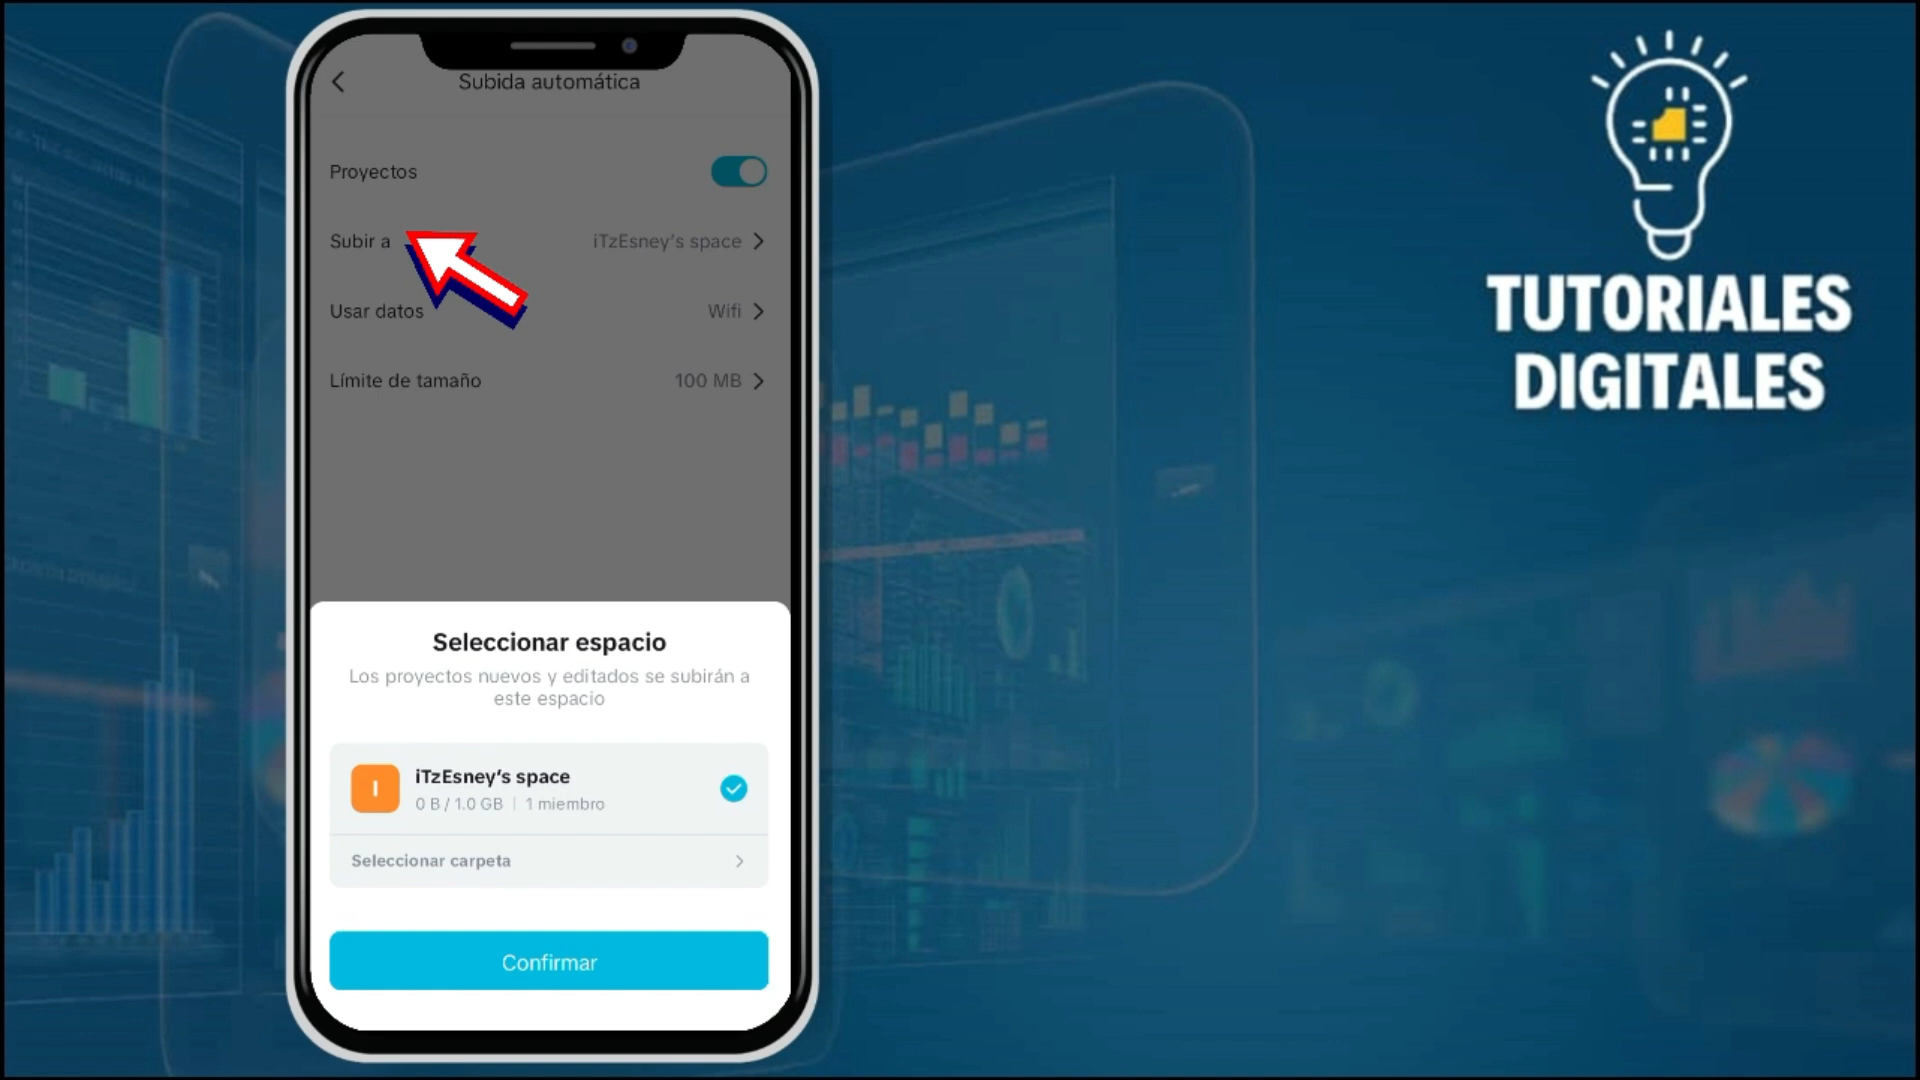 Subida automática
Proyectos
Subir a iTzEsney's space
Usar datos Wifi
Límite de tamaño 100 MB
Seleccionar espacio
Los proyectos nuevos y editados se subirán a
este espacio
I
iTzEsney's space
0 B / 1.0 GB | 1 miembro
Seleccionar carpeta
Confirmar
TUTORIALES
DIGITALES